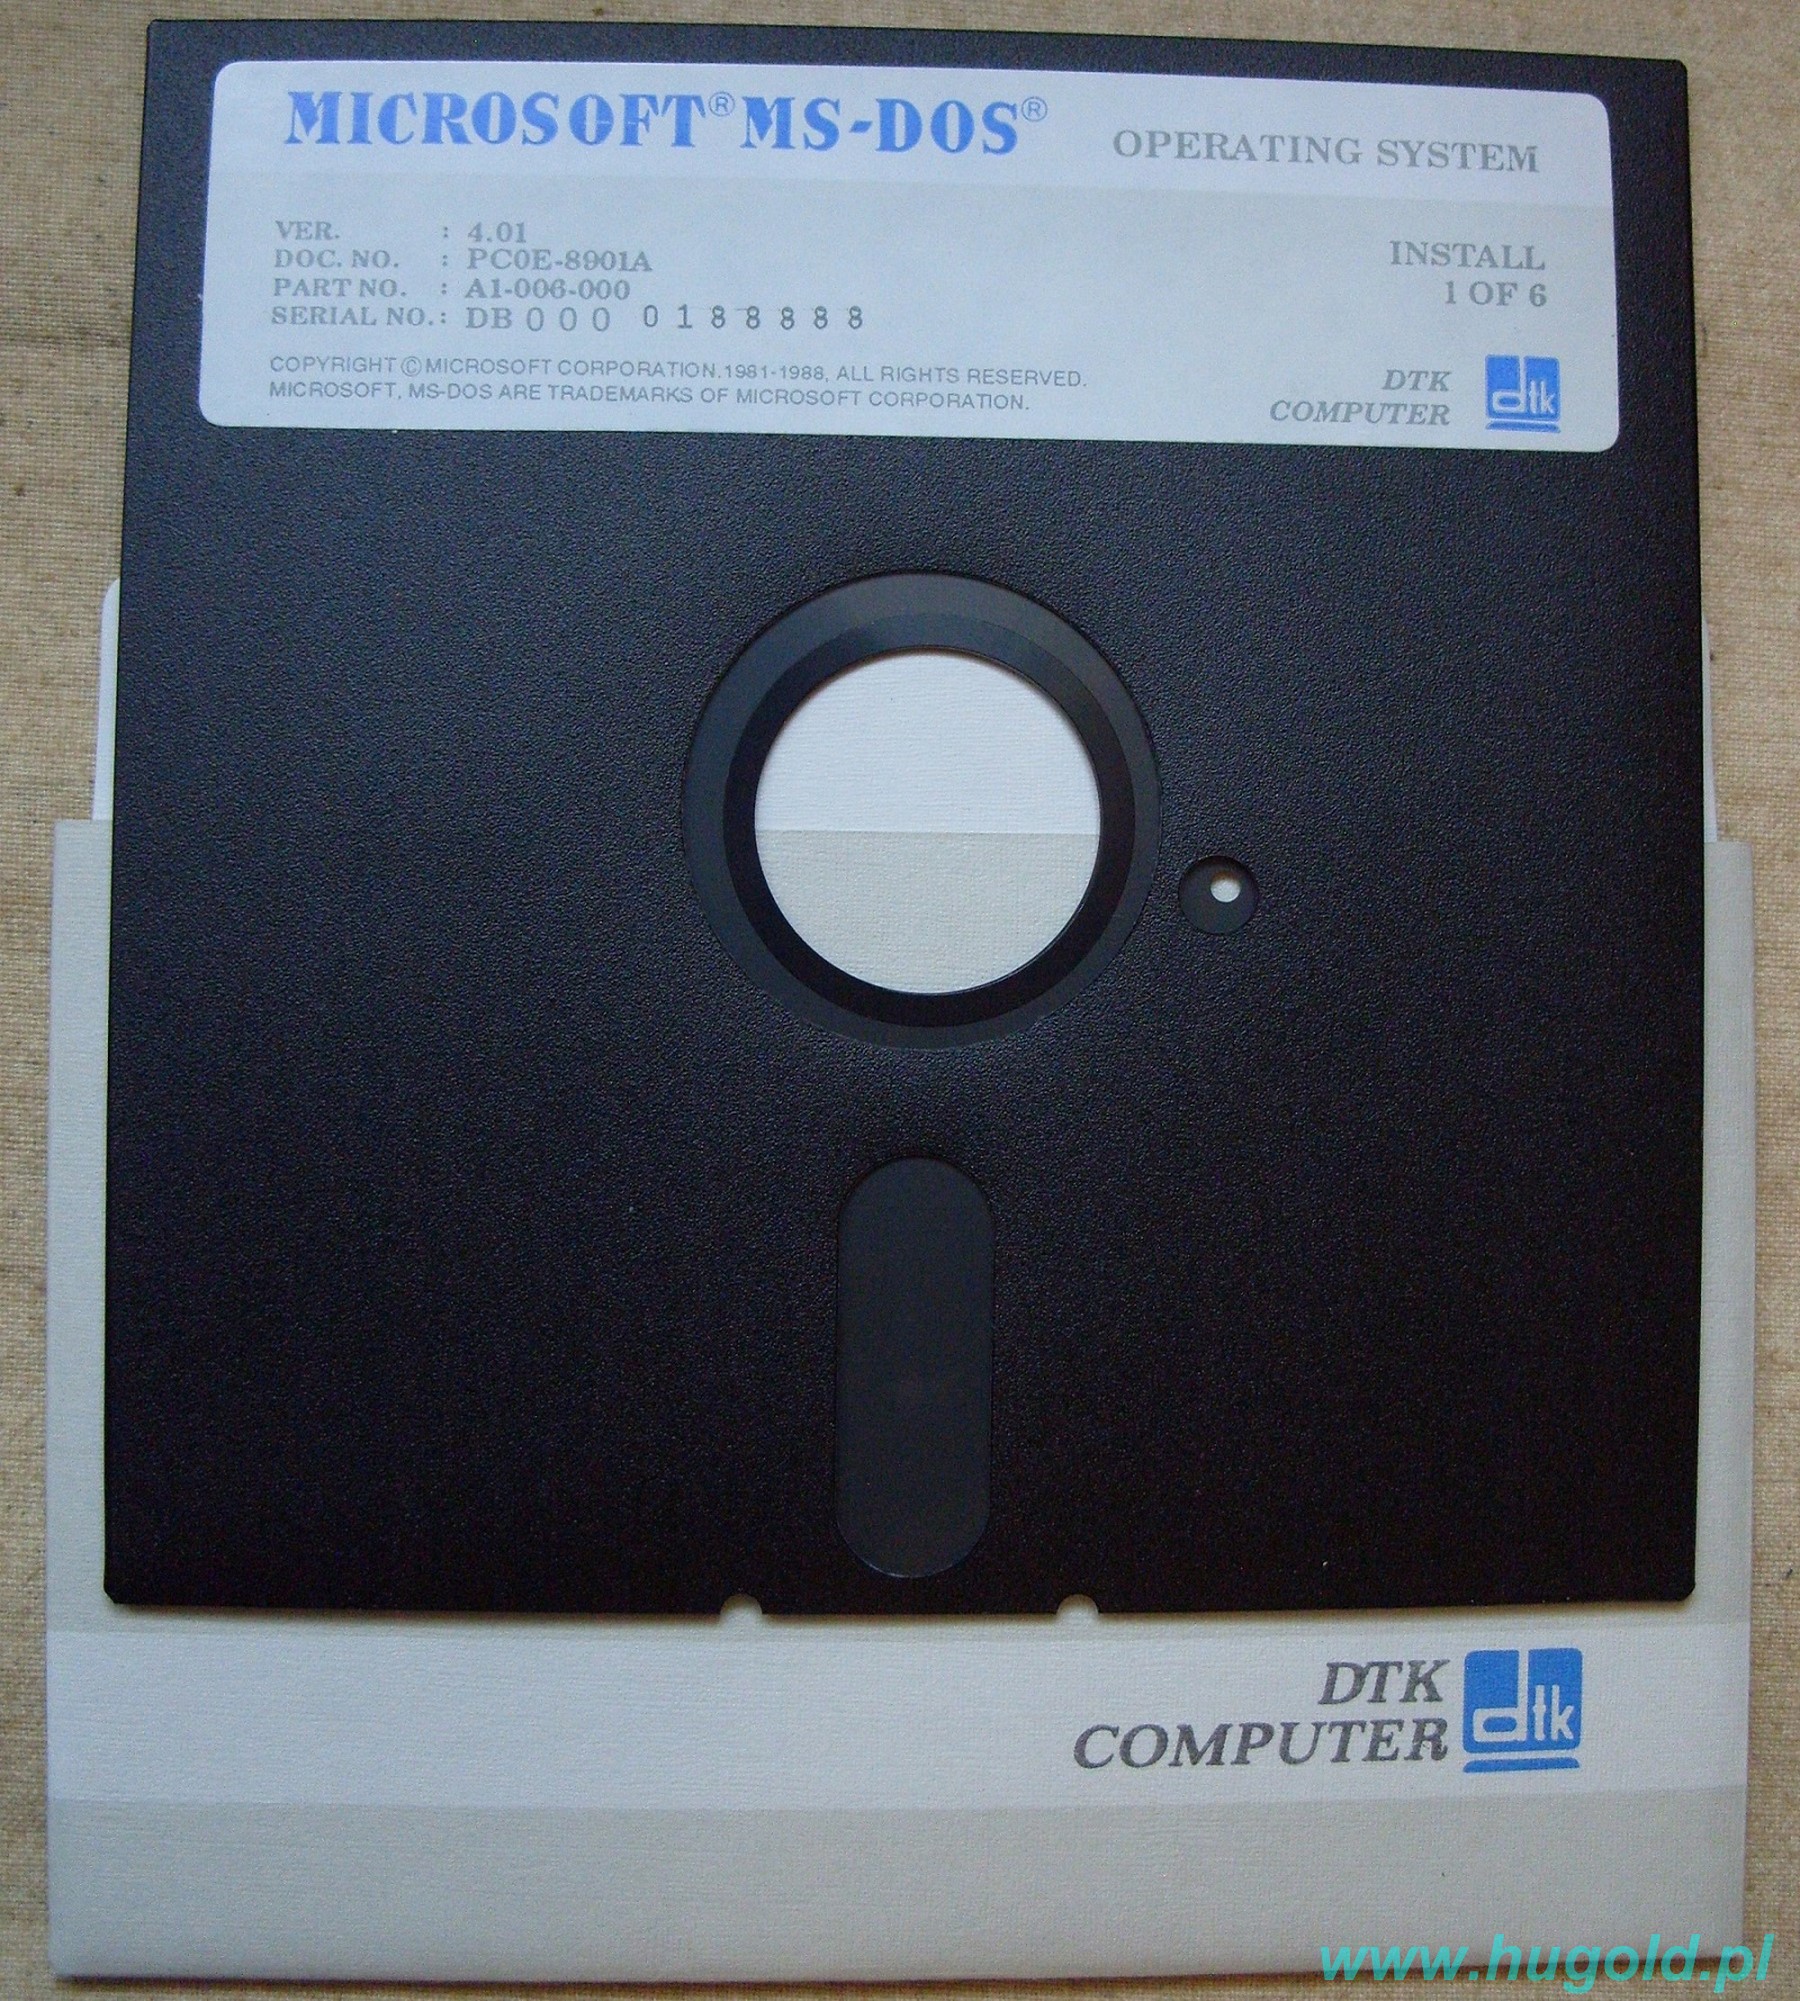 MICROSOFT® MS-DOS® OPERATING SYSTEM
VER. : 4.01
DOC. NO. : PC0E-8901A
PART NO. : A1-006-000
SERIAL NO. : DB 000 0188888
INSTALL
1 OF 6
COPYRIGHT ©MICROSOFT CORPORATION.1981-1988, ALL RIGHTS RESERVED.
MICROSOFT, MS-DOS ARE TRADEMARKS OF MICROSOFT CORPORATION.
DTK
COMPUTER
dtk
DTK
COMPUTER
dtk
www.hugold.pl